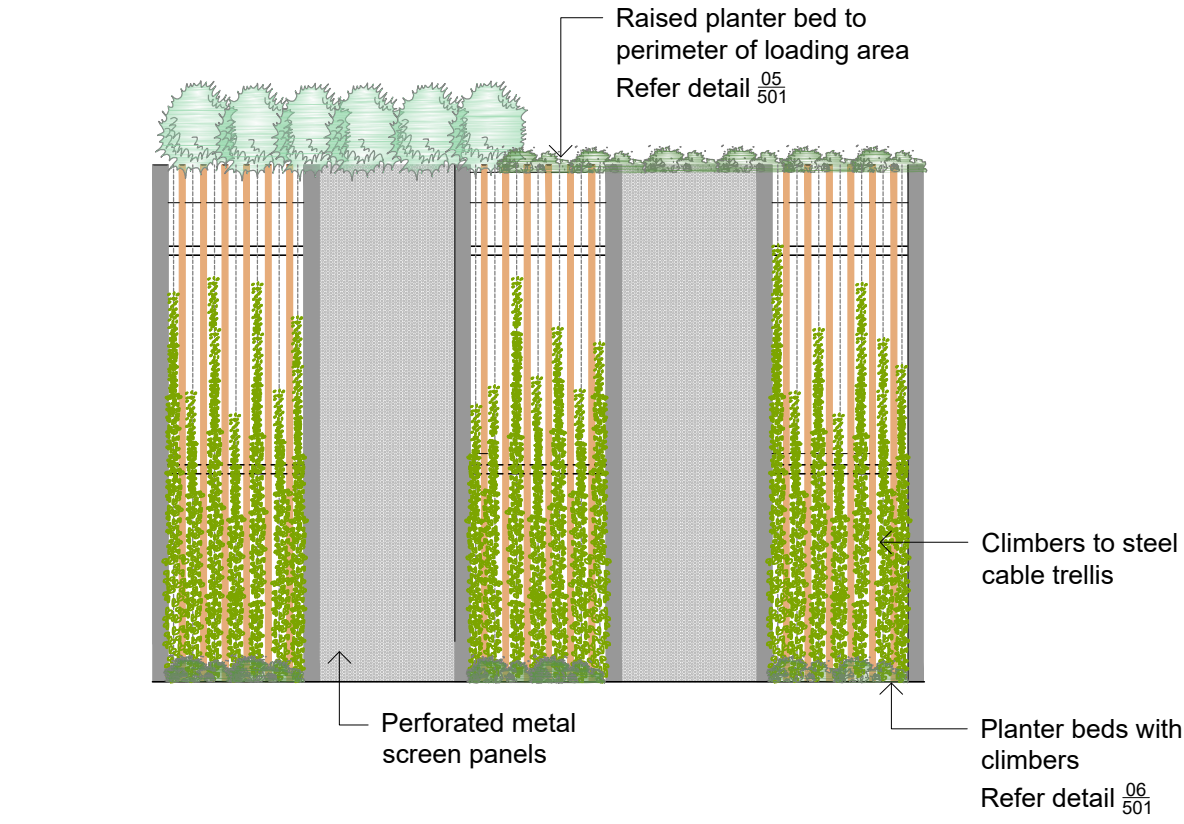 Raised planter bed to
perimeter of loading area
Refer detail 05/501
Climbers to steel
cable trellis
Perforated metal
screen panels
Planter beds with
climbers
Refer detail 06/501